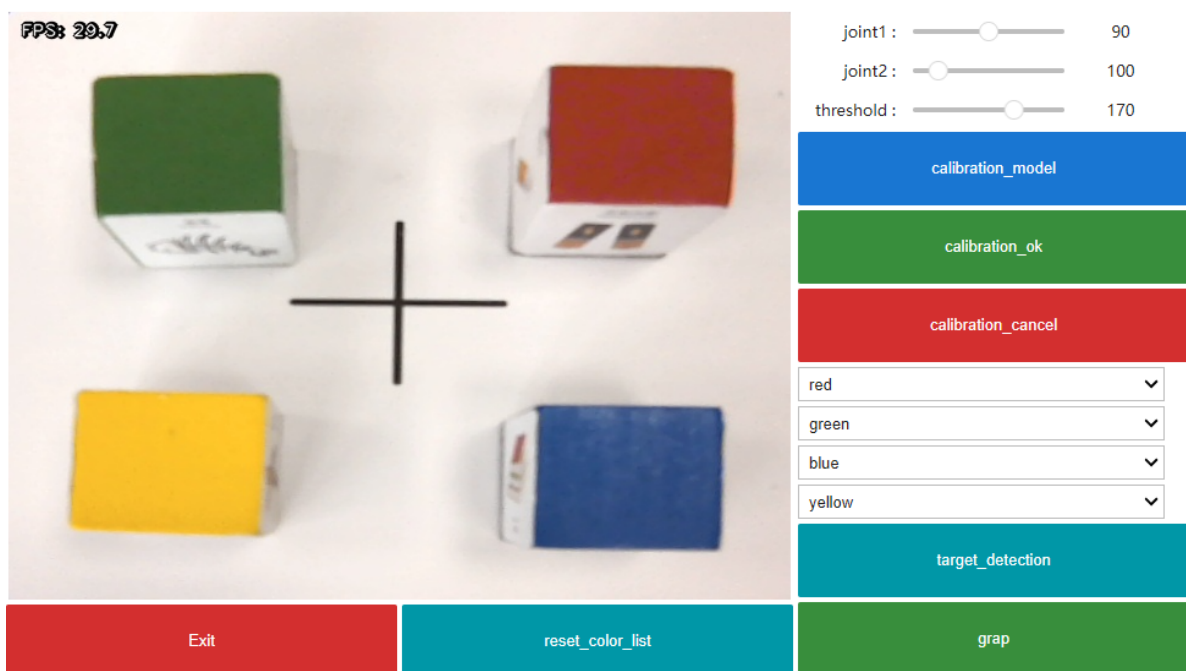 FPS: 29.7
joint1 : 90
joint2 : 100
threshold : 170
calibration_model
calibration_ok
calibration_cancel
red
green
blue
yellow
target_detection
Exit
reset_color_list
grap